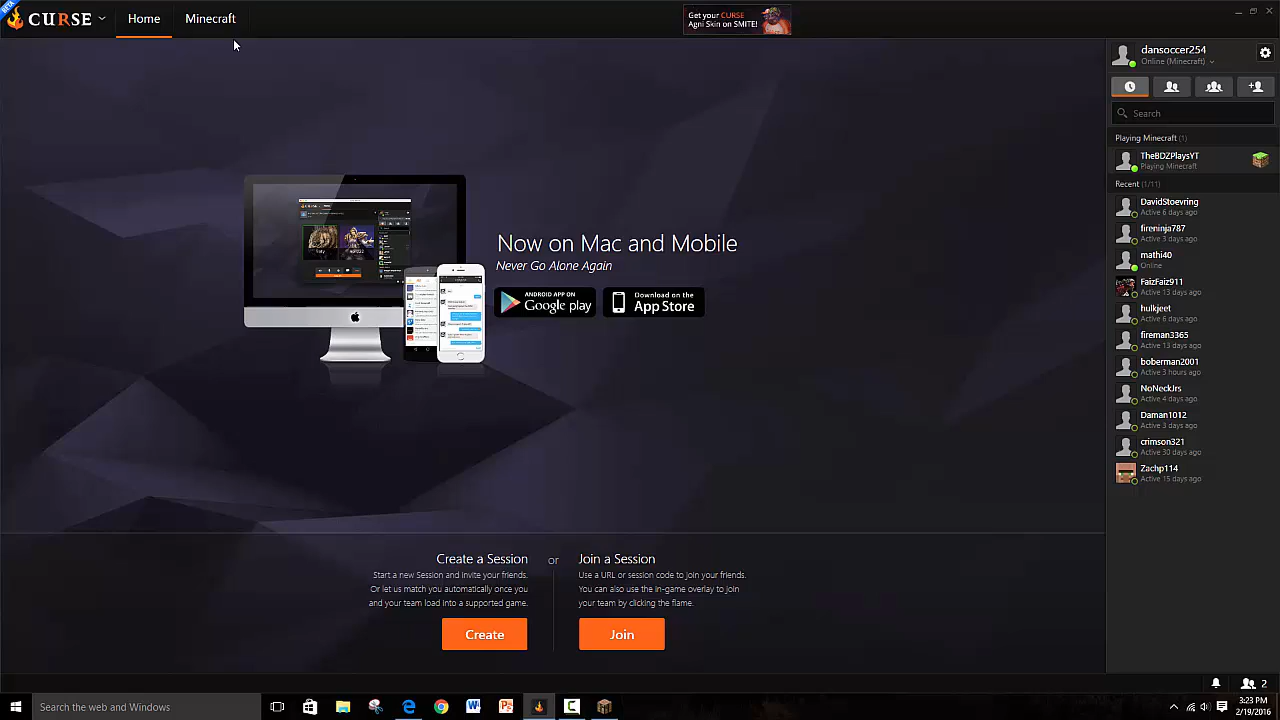 BETA
CURSE
Home
Minecraft
Get your CURSE
Agni Skin on SMITE!
dansoccer254
Online (Minecraft)
Search
Playing Minecraft (1)
TheBDZPlaysYT
Playing Minecraft
Recent (1/11)
DavidStoeming
Active 6 days ago
fireninja787
Active 3 days ago
mathi40
Online
Active 12 days ago
Active 6 days ago
Active 13 days ago
boberman2001
Active 3 hours ago
NoNeckJrs
Active 4 days ago
Daman1012
Active 3 days ago
crimson321
Active 30 days ago
Zachp114
Active 15 days ago
Now on Mac and Mobile
Never Go Alone Again
ANDROID APP ON
Google play
Download on the
App Store
Create a Session
Start a new Session and invite your friends.
Or let us match you automatically once you
and your team load into a supported game.
Create
or
Join a Session
Use a URL or session code to join your friends.
You can also use the in-game overlay to join
your team by clicking the flame.
Join
2
Search the web and Windows
3:23 PM
2/19/2016